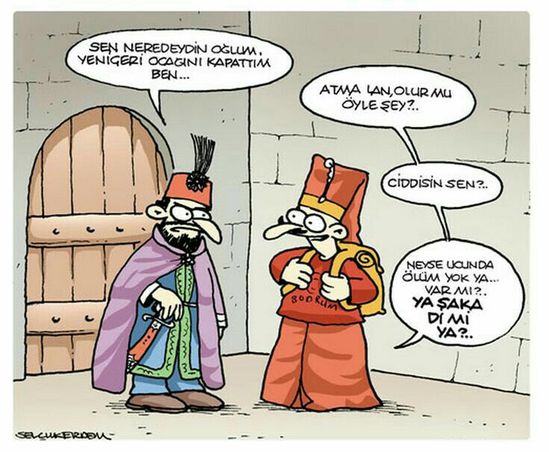 SEN NEREDEYDİN OĞLUM,
YENİÇERİ OCAĞINI KAPATTIM
BEN...
ATMA LAN, OLUR MU
ÖYLE ŞEY?..
CİDDİSİN SEN?..
NEYSE UCUNDA
ÖLÜM YOK YA...
VAR MI?.
YA ŞAKA
Dİ Mİ
YA?..
BODRUM
SELÇUK ERDEM